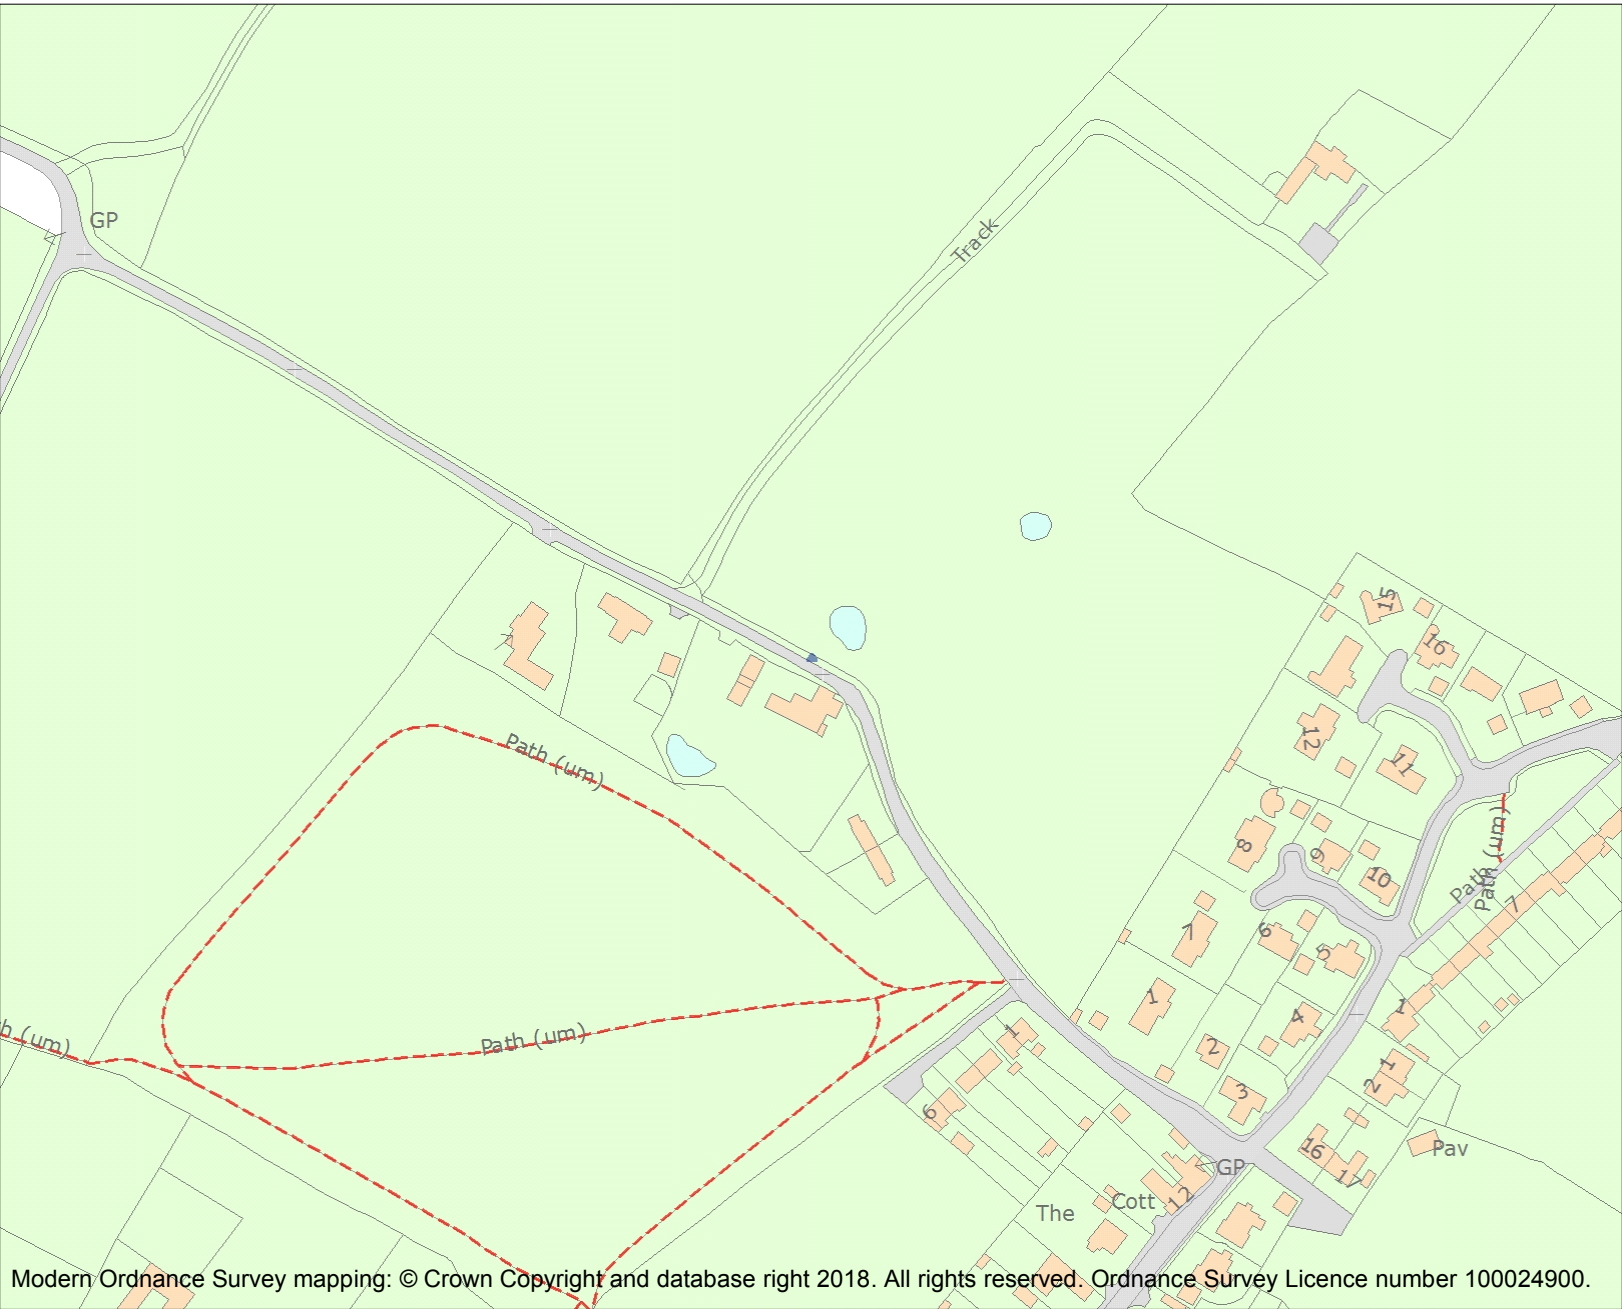 GP
Track
15
16
7
12
11
Path (um)
8
9
10
Path (um)
Path
7
7
6
5
1
1
Path (um)
h (um)
4
1
2
3
1
2
6
16
Pav
GP
17
12
The
Cott
Modern Ordnance Survey mapping: © Crown Copyright and database right 2018. All rights reserved. Ordnance Survey Licence number 100024900.